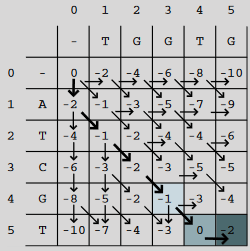 0 1 2 3 4 5
- T G G T G
0 - 0 -2 -4 -6 -8 -10
1 A -2 -1 -3 -5 -7 -9
2 T -4 -1 -2 -4 -4 -6
3 C -6 -3 -2 -3 -5 -5
4 G -8 -5 -2 -1 -3 -4
5 T -10 -7 -4 -3 0 -2